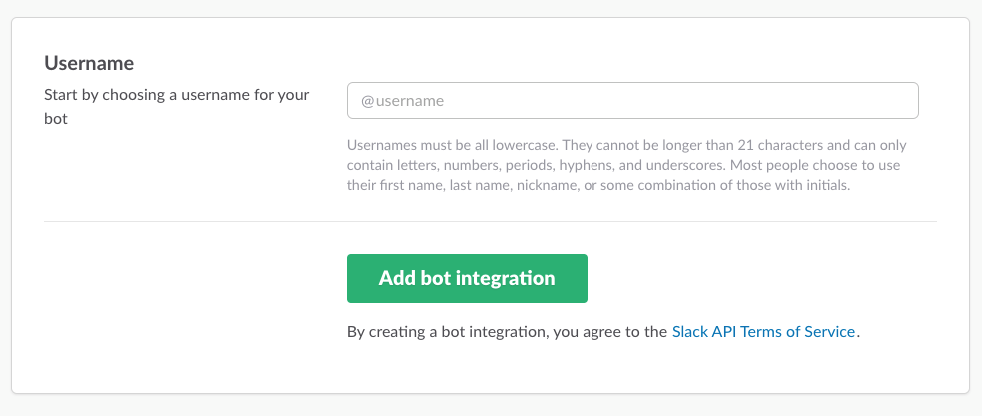 Username
Start by choosing a username for your
bot
@username
Usernames must be all lowercase. They cannot be longer than 21 characters and can only
contain letters, numbers, periods, hyphens, and underscores. Most people choose to use
their first name, last name, nickname, or some combination of those with initials.
Add bot integration
By creating a bot integration, you agree to the Slack API Terms of Service.